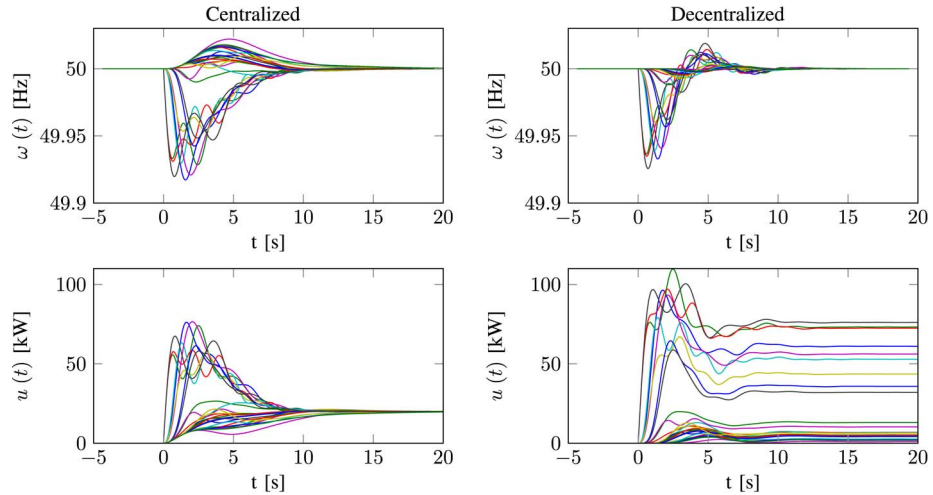 Centralized
Decentralized
50
49.95
49.9
ω (t) [Hz]
−5 0 5 10 15 20
t [s]
50
49.95
49.9
ω (t) [Hz]
−5 0 5 10 15 20
t [s]
100
50
0
u (t) [kW]
−5 0 5 10 15 20
t [s]
100
50
0
u (t) [kW]
−5 0 5 10 15 20
t [s]